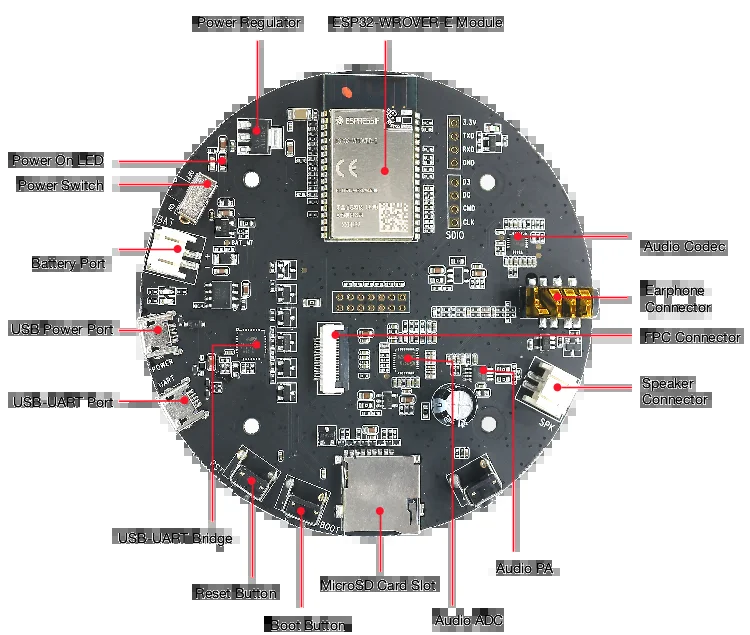 Power Regulator
ESP32-WROVER-E Module
Power On LED
Power Switch
Battery Port
USB Power Port
USB-UART Port
USB-UART Bridge
Reset Button
Boot Button
MicroSD Card Slot
Audio ADC
Audio PA
Speaker
Connector
FPC Connector
Earphone
Connector
Audio Codec
ESPRESSIF
CE
3.3V
TXD
RXD
GND
D3
D0
CMD
CLK
SDIO
BAT
BAT_M7
POWER
UART
BOOT
SPK